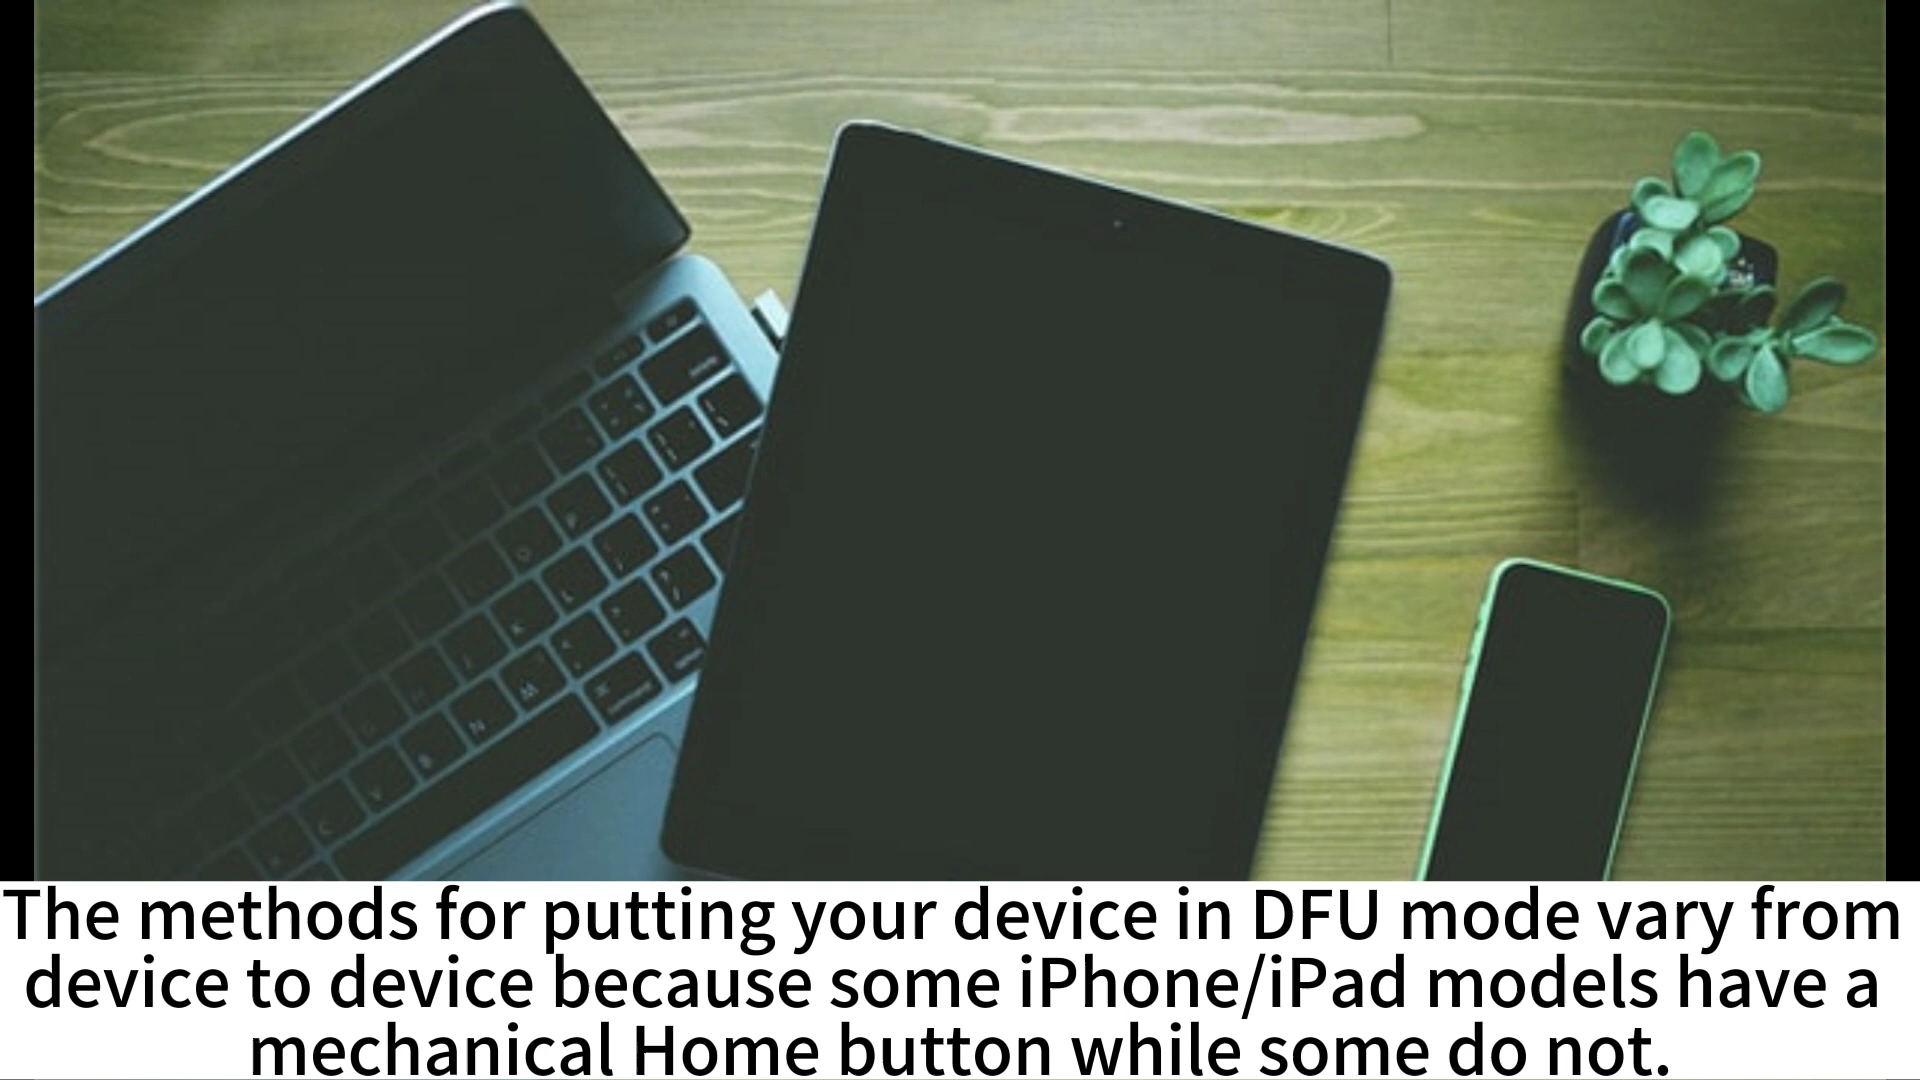 The methods for putting your device in DFU mode vary from
device to device because some iPhone/iPad models have a
mechanical Home button while some do not.